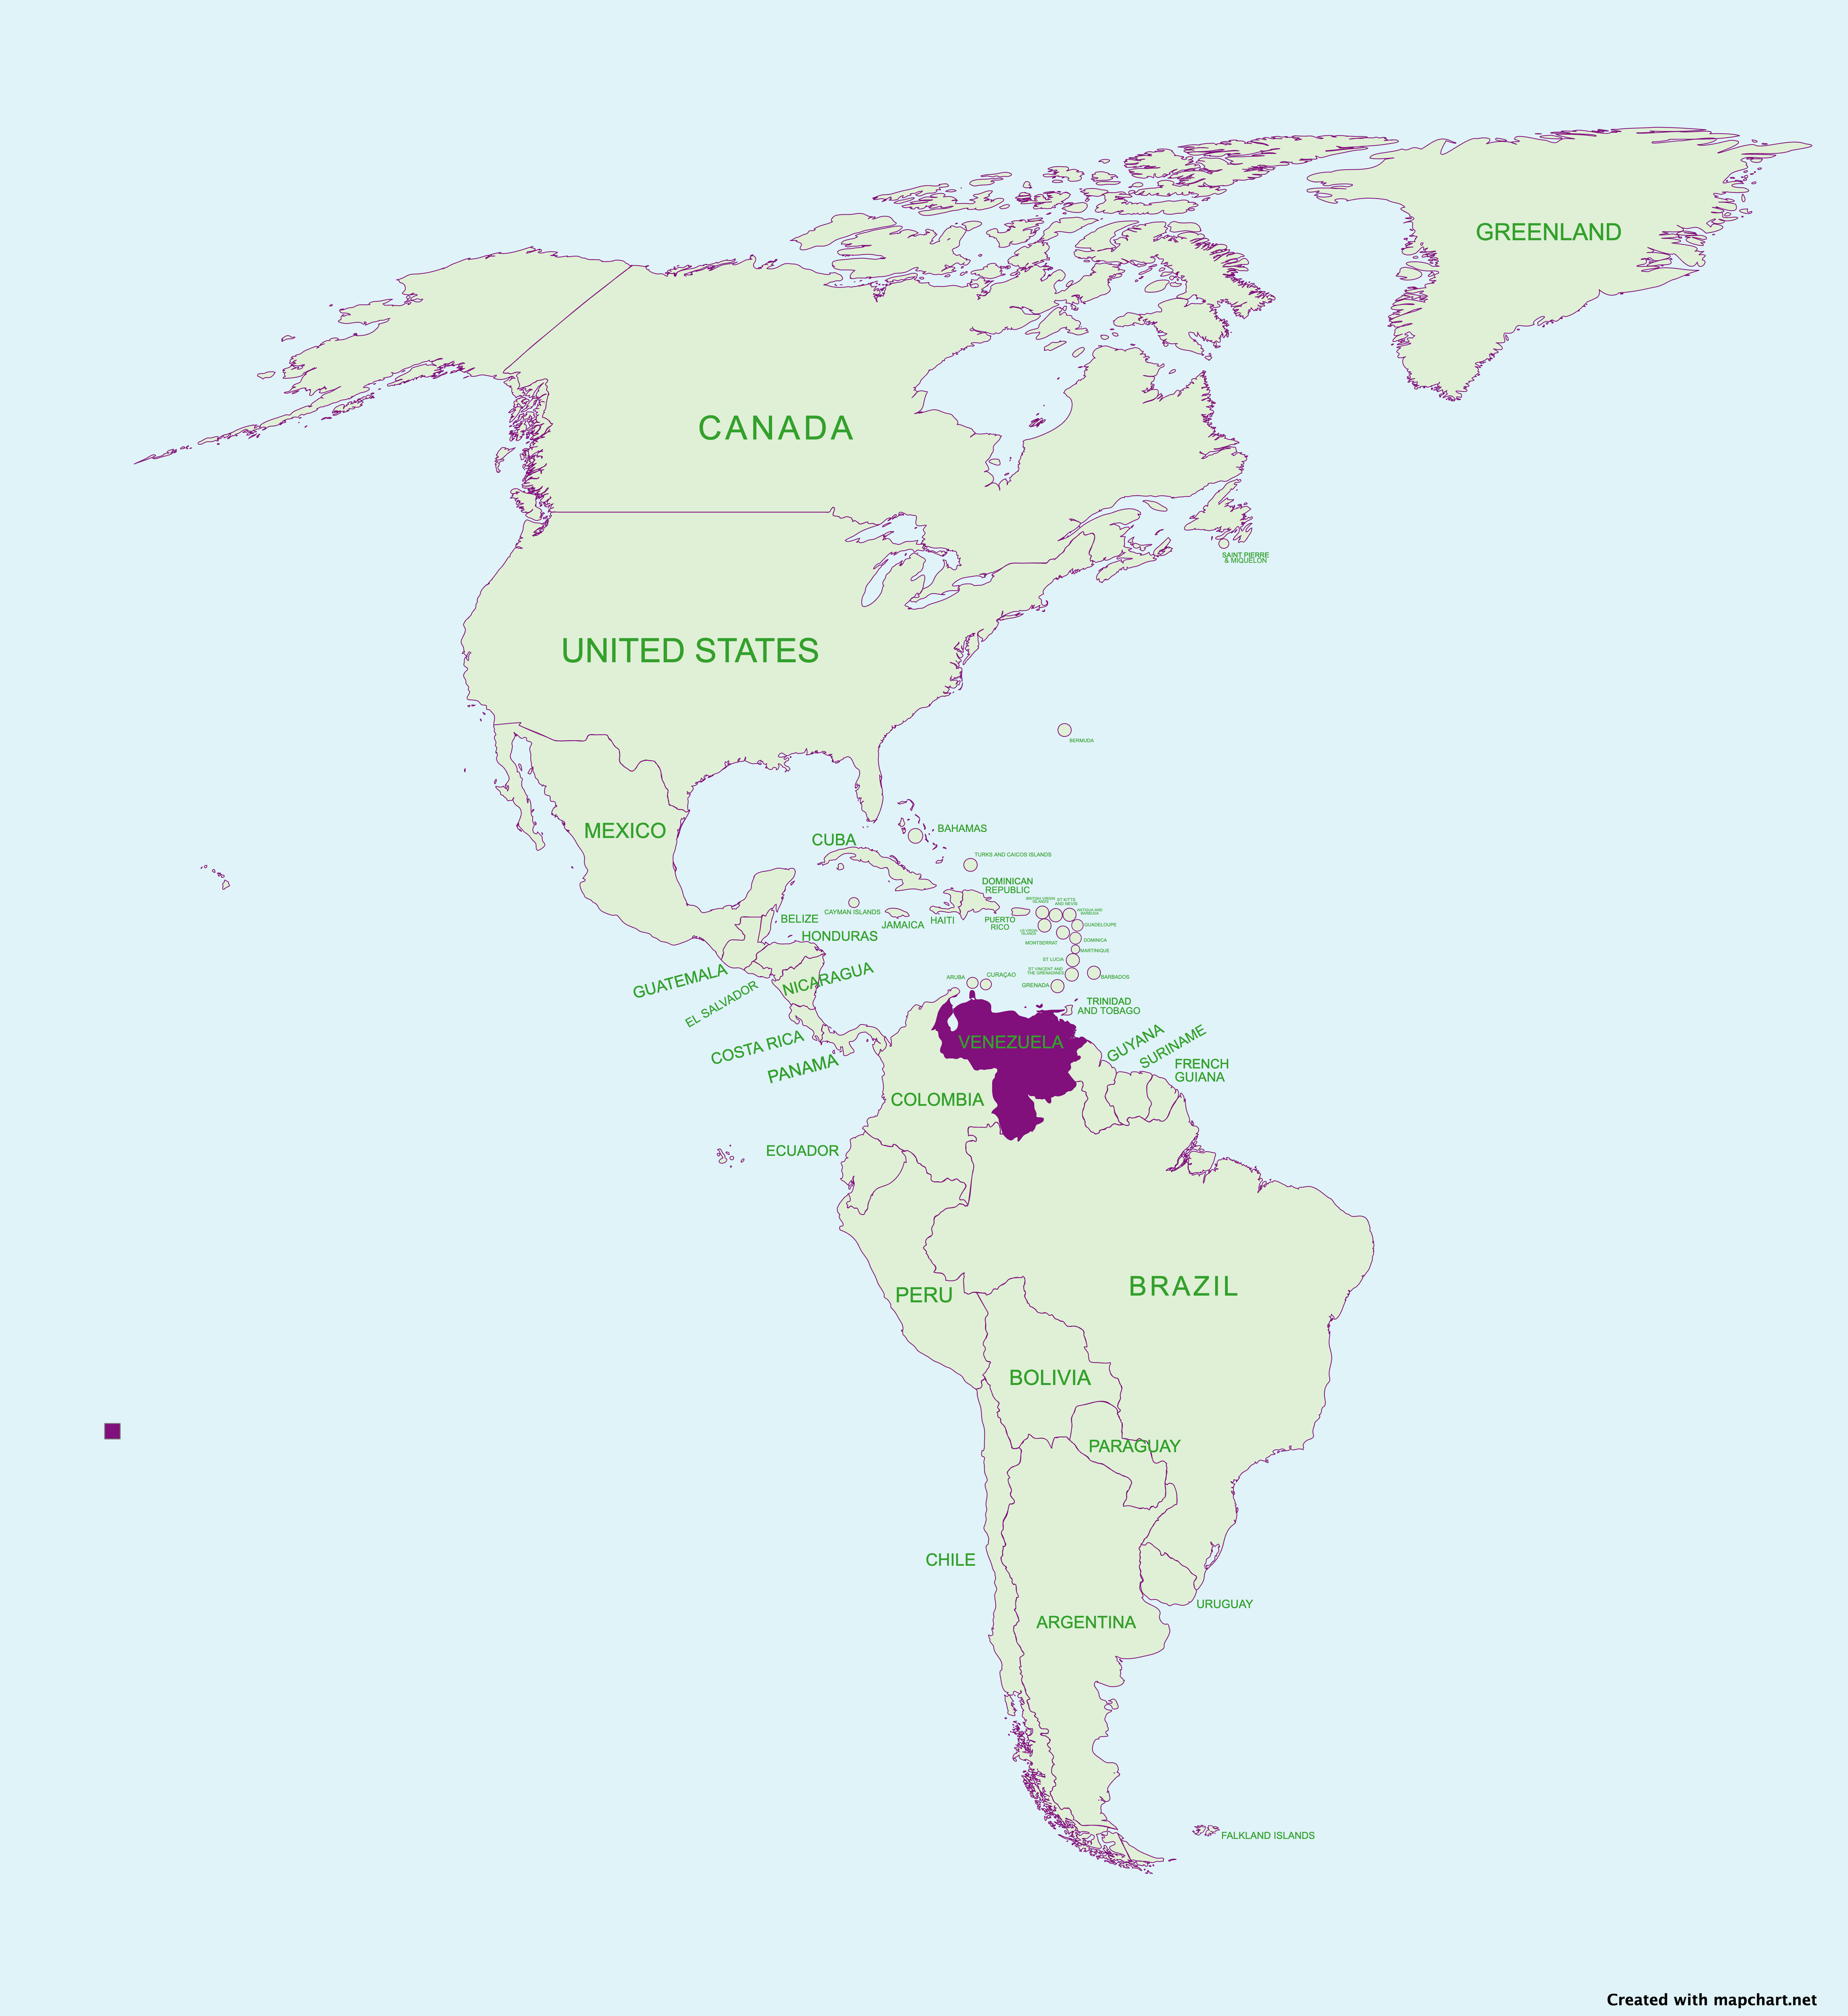 GREENLAND
CANADA
SAINT PIERRE
& MIQUELON
UNITED STATES
BERMUDA
MEXICO
CUBA
BAHAMAS
TURKS AND CAICOS ISLANDS
DOMINICAN
REPUBLIC
CAYMAN ISLANDS
JAMAICA
HAITI
PUERTO
RICO
BRITISH VIRGIN
ISLANDS
ST KITTS
AND NEVIS
ANTIGUA AND
BARBUDA
US VIRGIN
ISLANDS
GUADELOUPE
MONTSERRAT
DOMINICA
MARTINIQUE
ST LUCIA
ST VINCENT AND
THE GRENADINES
BARBADOS
GRENADA
ARUBA
CURAÇAO
TRINIDAD
AND TOBAGO
BELIZE
HONDURAS
GUATEMALA
EL SALVADOR
NICARAGUA
COSTA RICA
PANAMA
VENEZUELA
GUYANA
SURINAME
FRENCH
GUIANA
COLOMBIA
ECUADOR
PERU
BRAZIL
BOLIVIA
PARAGUAY
CHILE
ARGENTINA
URUGUAY
FALKLAND ISLANDS
Created with mapchart.net